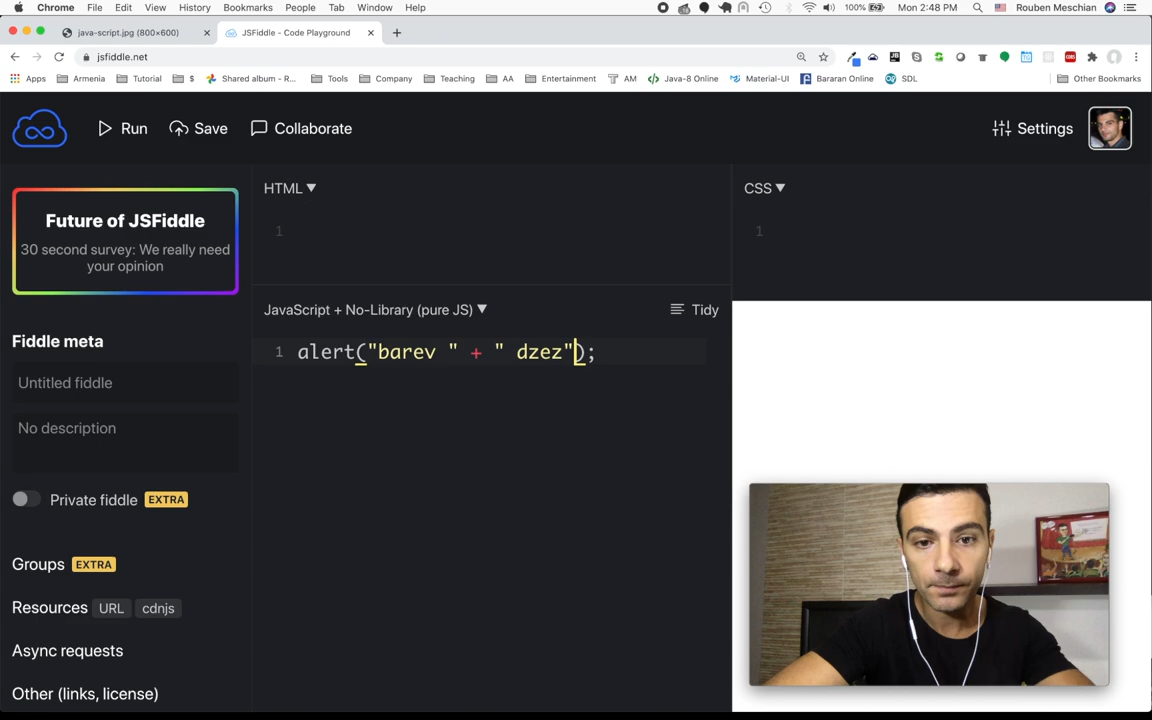 Chrome File Edit View History Bookmarks People Tab Window Help 100% Mon 2:48 PM Rouben Meschian
java-script.jpg (800×600) JSFiddle - Code Playground
jsfiddle.net
Apps Armenia Tutorial $ Shared album - R... Tools Company Teaching AA Entertainment AM Java-8 Online Material-UI Bararan Online SDL Other Bookmarks
Run Save Collaborate Settings
HTML CSS
Future of JSFiddle
30 second survey: We really need
your opinion
1 1
JavaScript + No-Library (pure JS) Tidy
Fiddle meta
1 alert("barev " + " dzez");
Untitled fiddle
No description
Private fiddle EXTRA
Groups EXTRA
Resources URL cdnjs
Async requests
Other (links, license)